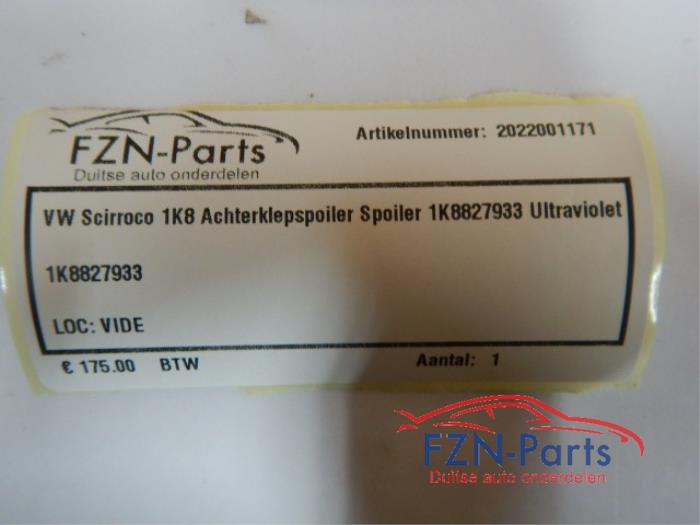 FZN-Parts
Duitse auto onderdelen
Artikelnummer: 2022001171
VW Scirroco 1K8 Achterklepspoiler Spoiler 1K8827933 Ultraviolet
1K8827933
LOC: VIDE
€ 175.00 BTW
Aantal: 1
FZN-Parts
Duitse auto onderdelen